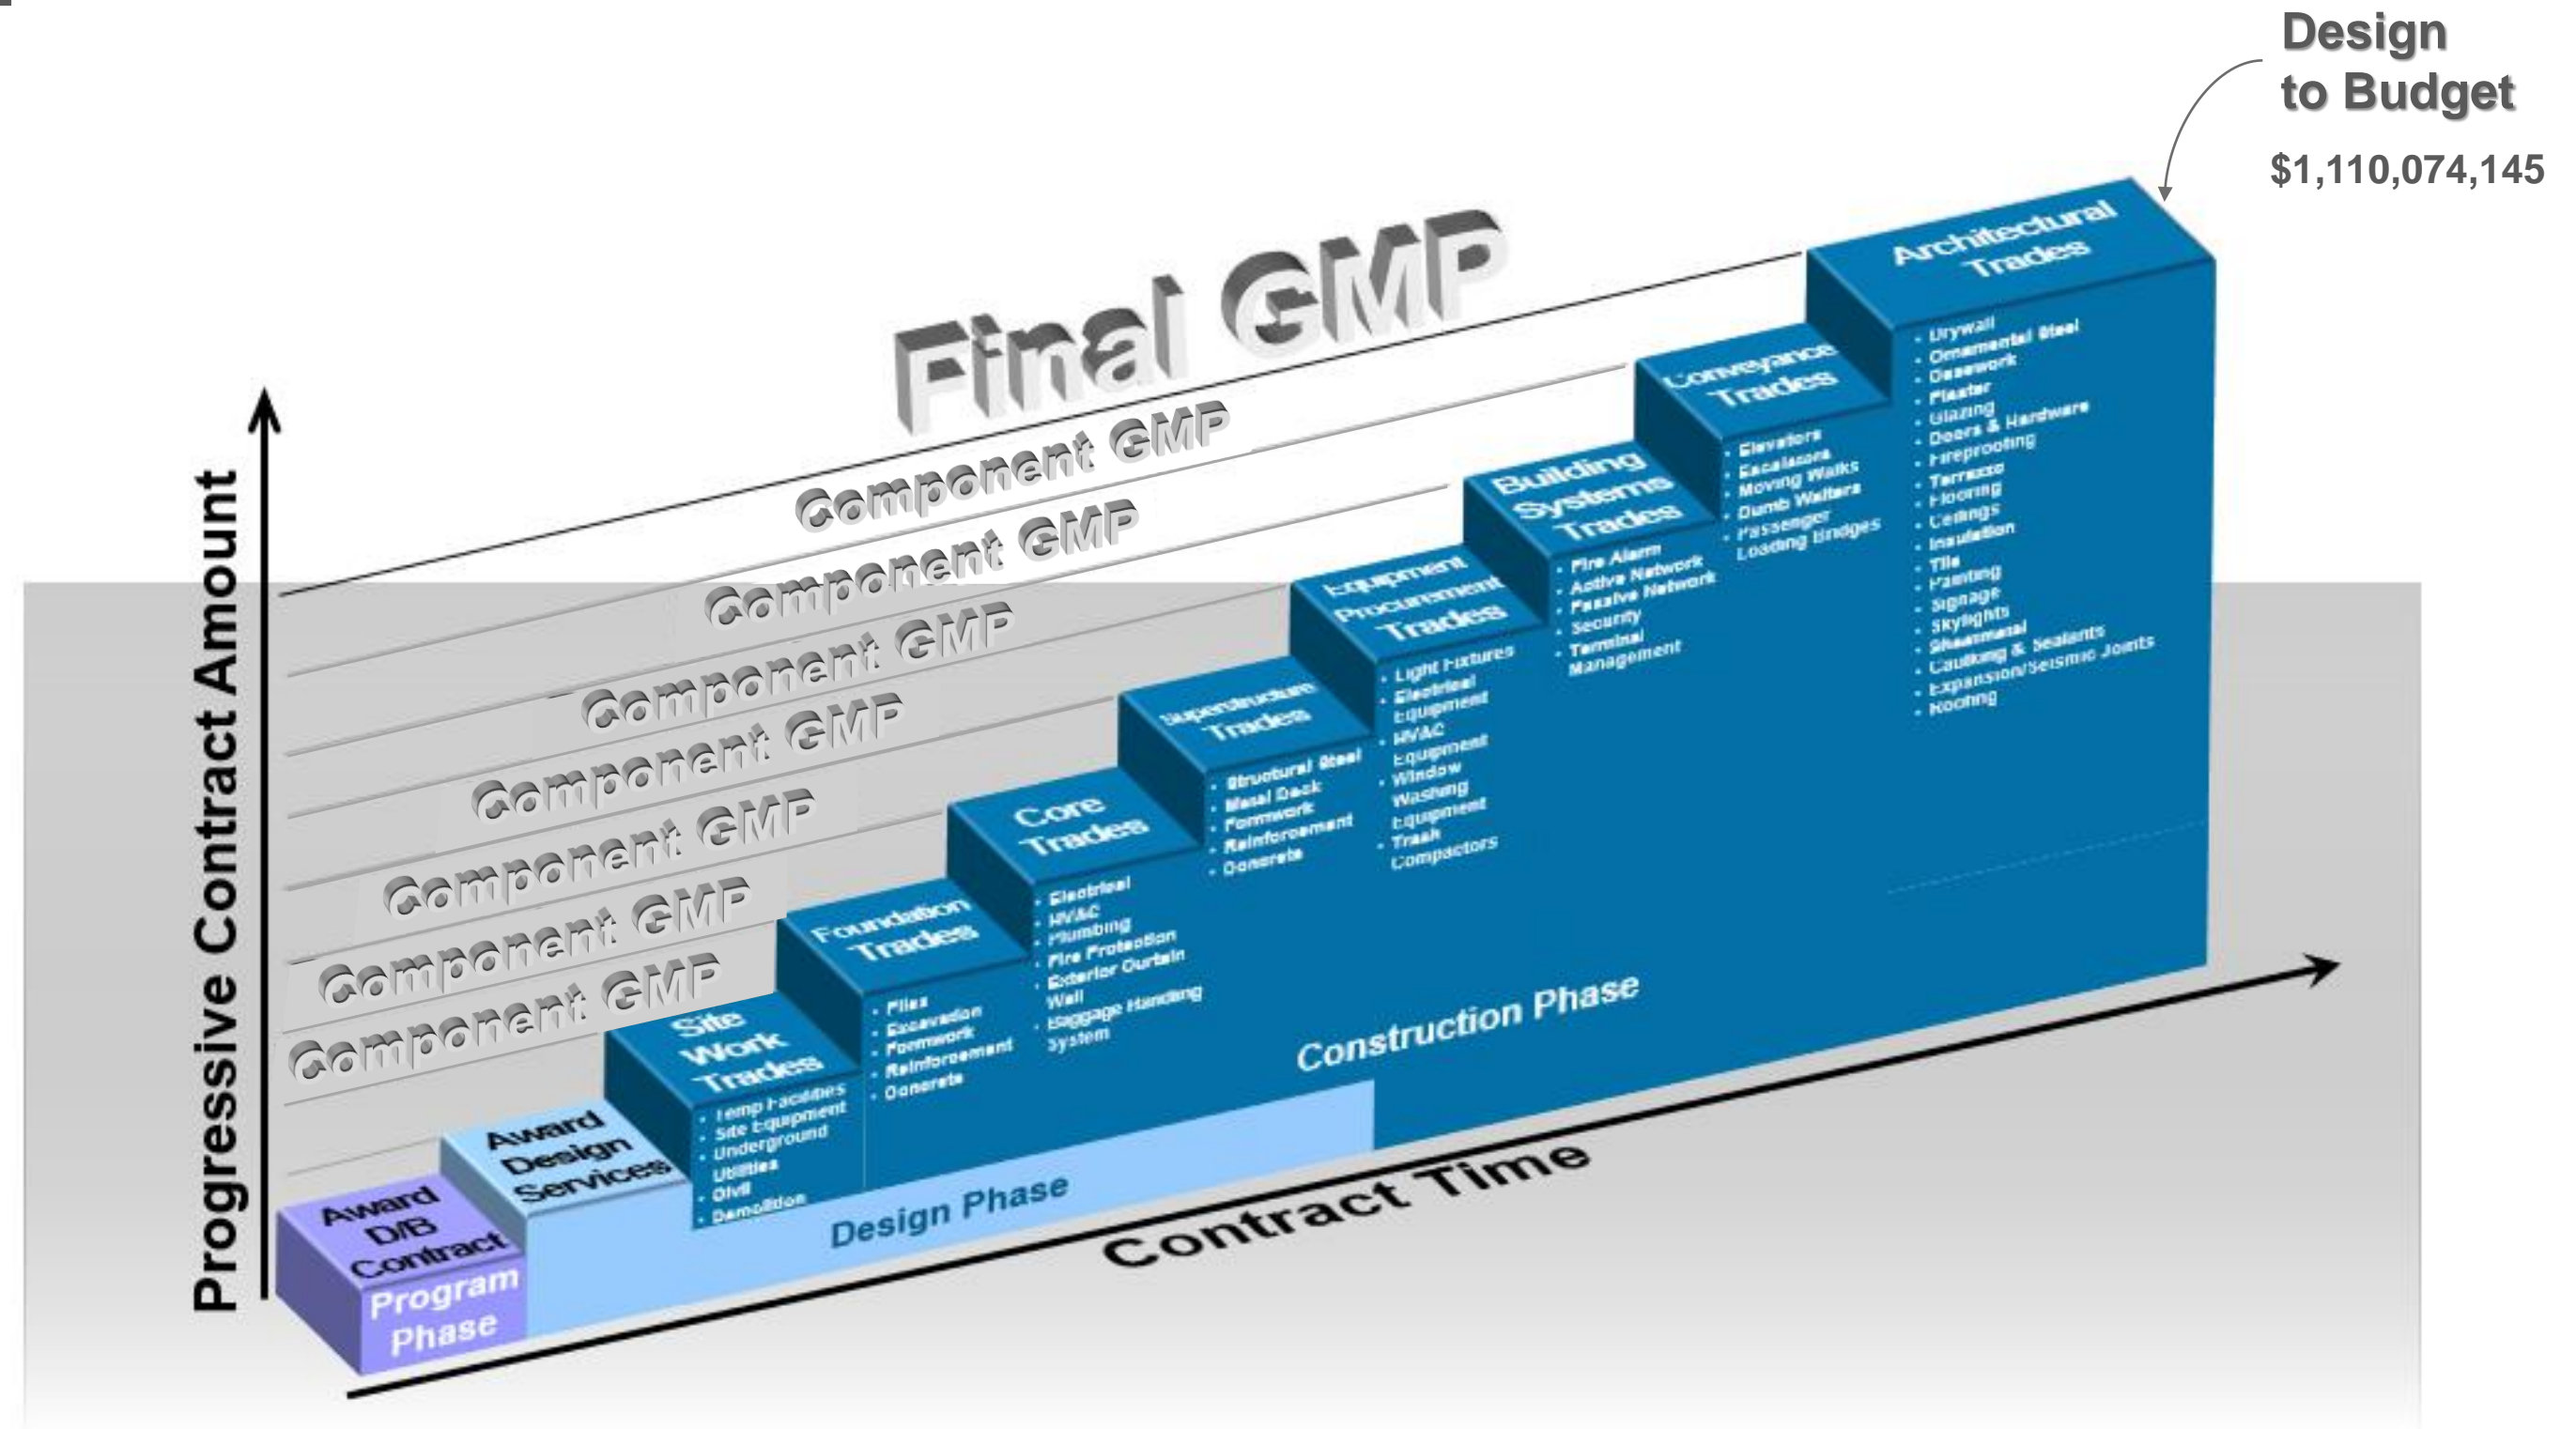 Design
to Budget
$1,110,074,145
Final GMP
Component GMP
Component GMP
Component GMP
Component GMP
Component GMP
Component GMP
Component GMP
Progressive Contract Amount
Contract Time
Award
D/B
Contract
Program
Phase
Award
Design
Services
Design Phase
Construction Phase
Site
Work
Trades
• Temp Facilities
• Site Equipment
• Underground
Utilities
• Civil
• Demolition
Foundation
Trades
• Piles
• Excavation
• Formwork
• Reinforcement
• Concrete
Core
Trades
• Electrical
• HVAC
• Plumbing
• Fire Protection
• Exterior Curtain
Wall
• Baggage Handling
System
Superstructure
Trades
• Structural Steel
• Metal Deck
• Formwork
• Reinforcement
• Concrete
Equipment
Procurement
Trades
• Light Fixtures
• Electrical
Equipment
• HVAC
Equipment
• Window
Washing
Equipment
• Trash
Compactors
Building
Systems
Trades
• Fire Alarm
• Active Network
• Passive Network
• Security
• Terminal
Management
Conveyance
Trades
• Elevators
• Escalators
• Moving Walks
• Dumb Waiters
• Passenger
Loading Bridges
Architectural
Trades
• Drywall
• Ornamental Steel
• Casework
• Plaster
• Glazing
• Doors & Hardware
• Fireproofing
• Terrazzo
• Flooring
• Ceilings
• Insulation
• Tile
• Painting
• Signage
• Skylights
• Sheetmetal
• Caulking & Sealants
• Expansion/Seismic Joints
• Roofing